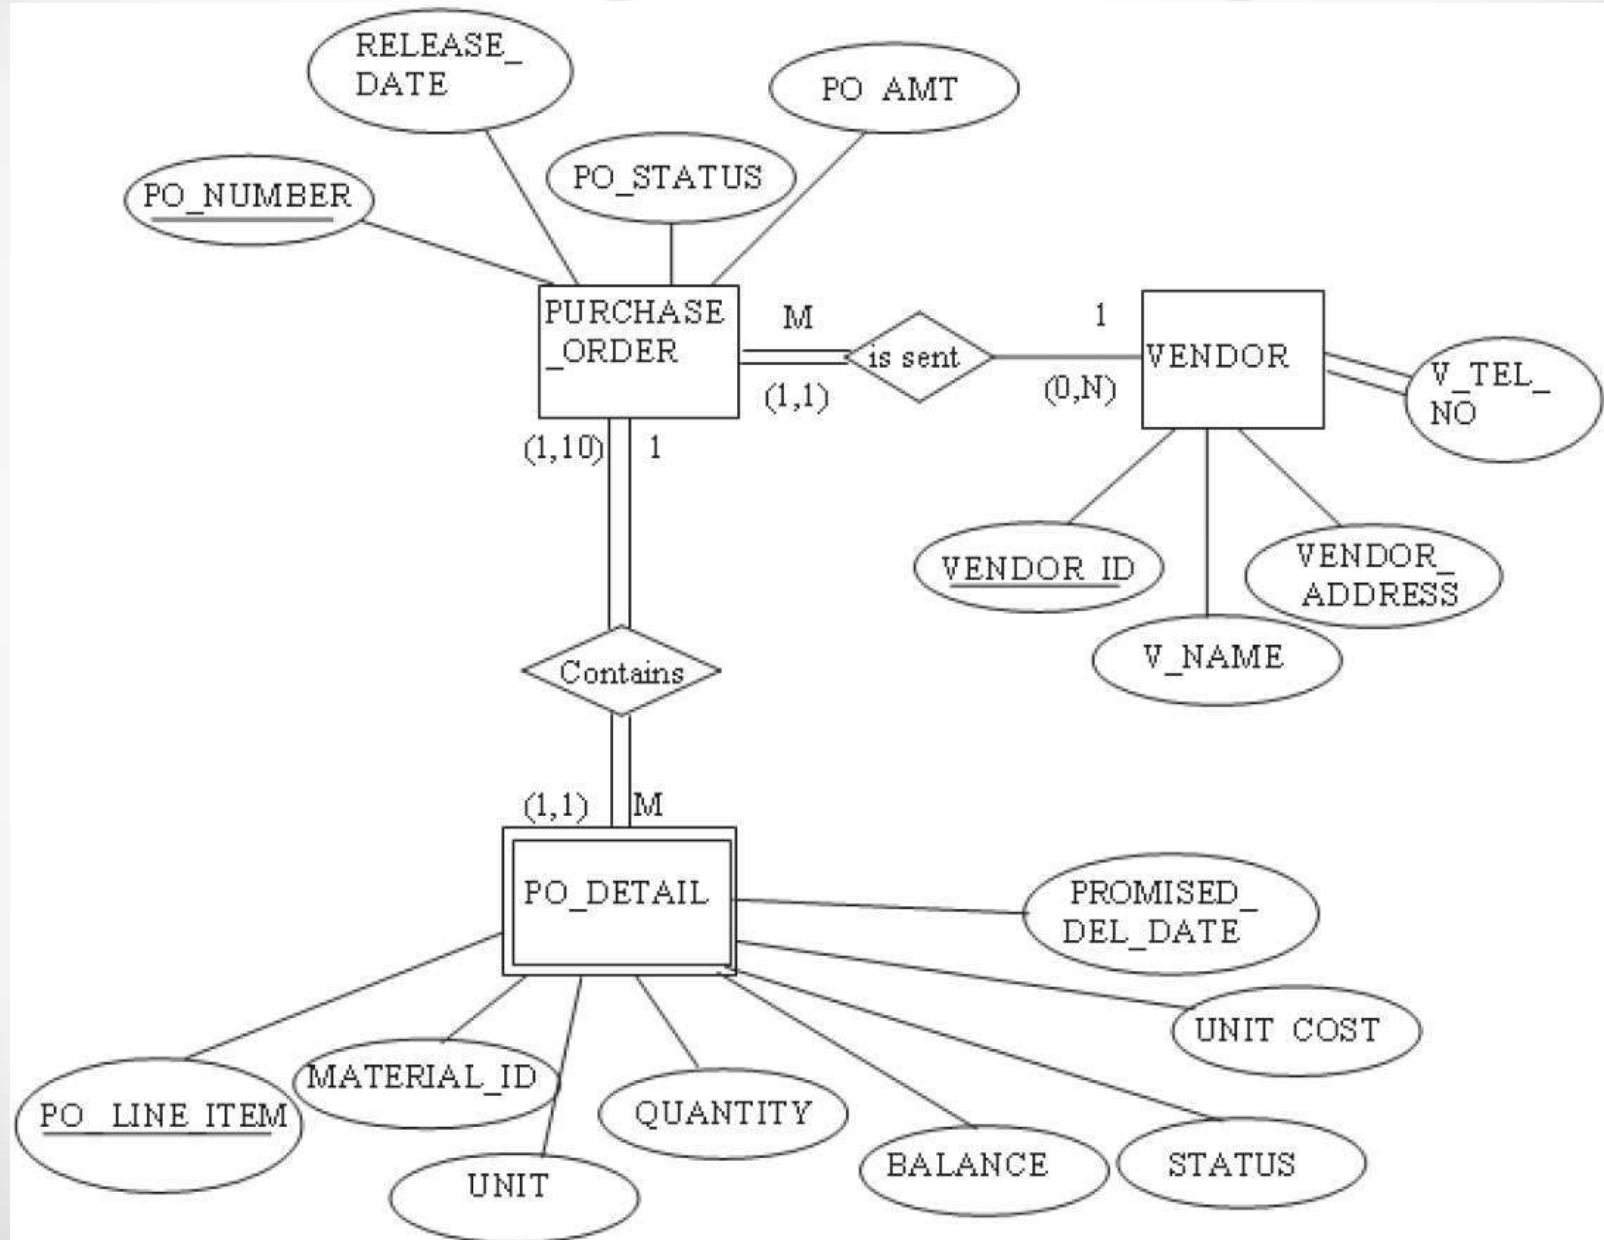 RELEASE_
DATE
PO AMT
PO_STATUS
PO_NUMBER
PURCHASE
_ORDER
M
is sent
1
VENDOR
V_TEL_
NO
(1,1)
(0,N)
(1,10)
1
VENDOR ID
VENDOR_
ADDRESS
V_NAME
Contains
(1,1)
M
PO_DETAIL
PROMISED_
DEL_DATE
UNIT COST
MATERIAL_ID
PO_LINE ITEM
QUANTITY
UNIT
BALANCE
STATUS